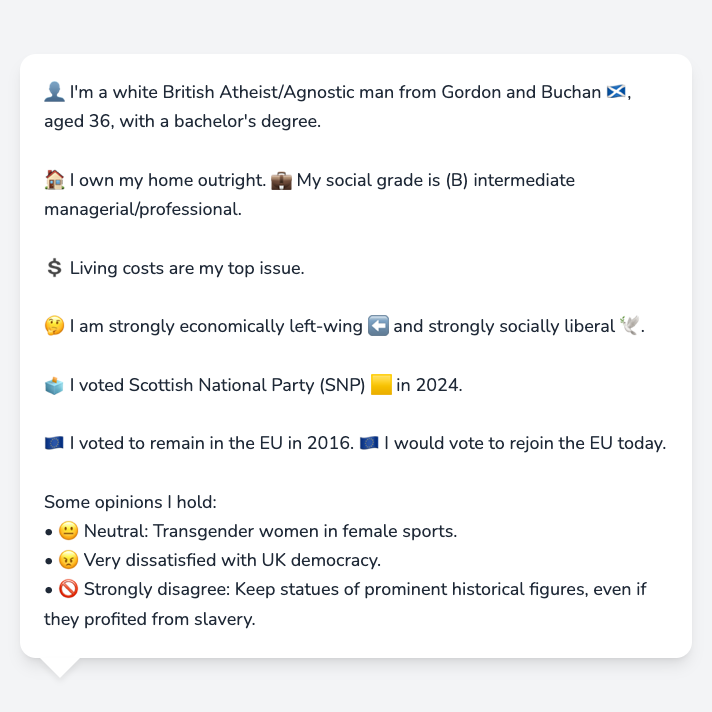 👤 I'm a white British Atheist/Agnostic man from Gordon and Buchan 🏴󠁧󠁢󠁳󠁣󠁴󠁿,
aged 36, with a bachelor's degree.
🏠 I own my home outright. 💼 My social grade is (B) intermediate
managerial/professional.
💲 Living costs are my top issue.
🤔 I am strongly economically left-wing ⬅️ and strongly socially liberal 🕊️.
🗳️ I voted Scottish National Party (SNP) 🟨 in 2024.
🇪🇺 I voted to remain in the EU in 2016. 🇪🇺 I would vote to rejoin the EU today.
Some opinions I hold:
• 😐 Neutral: Transgender women in female sports.
• 😠 Very dissatisfied with UK democracy.
• 🚫 Strongly disagree: Keep statues of prominent historical figures, even if
they profited from slavery.